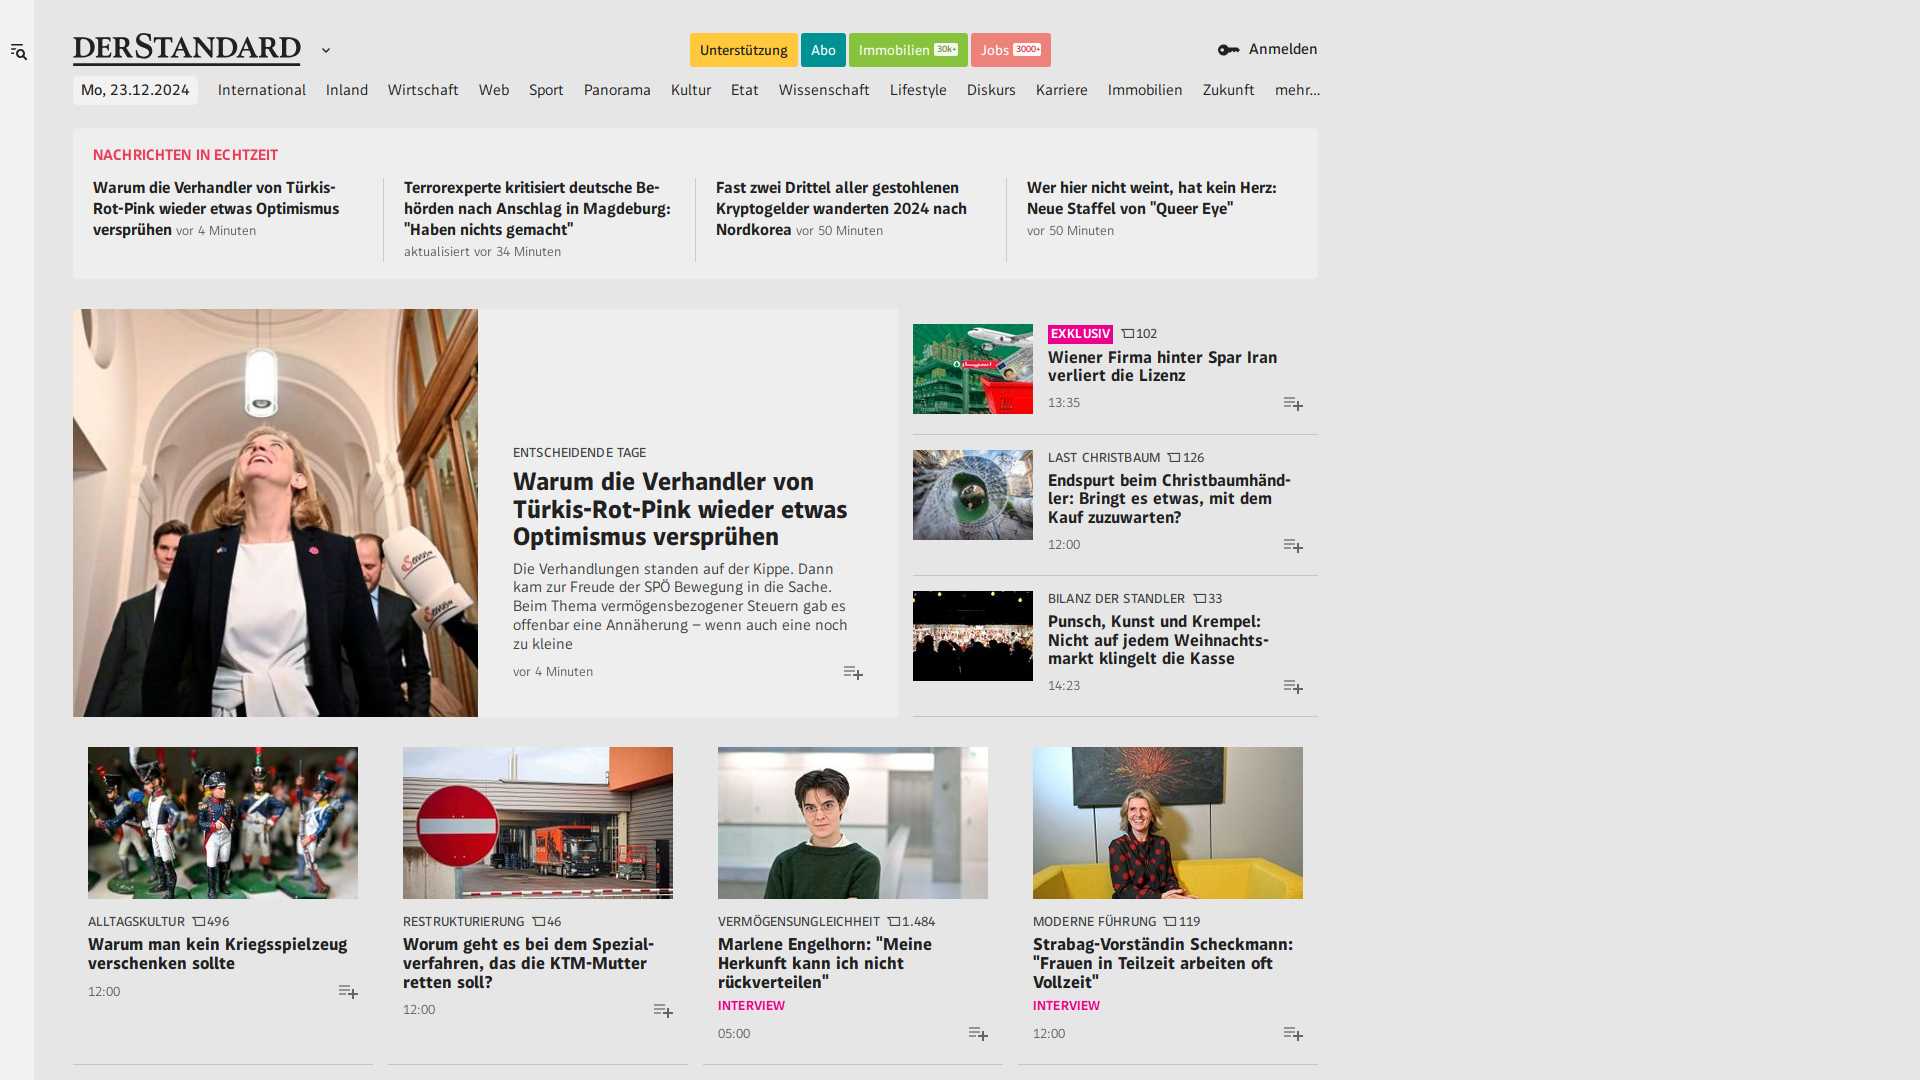 DERSTANDARD
Unterstützung
Abo
Immobilien 30k+
Jobs 3000+
Anmelden
Mo, 23.12.2024
International
Inland
Wirtschaft
Web
Sport
Panorama
Kultur
Etat
Wissenschaft
Lifestyle
Diskurs
Karriere
Immobilien
Zukunft
mehr…
NACHRICHTEN IN ECHTZEIT
Warum die Verhandler von Türkis-
Rot-Pink wieder etwas Optimismus
versprühen vor 4 Minuten
Terrorexperte kritisiert deutsche Be-
hörden nach Anschlag in Magdeburg:
"Haben nichts gemacht"
aktualisiert vor 34 Minuten
Fast zwei Drittel aller gestohlenen
Kryptogelder wanderten 2024 nach
Nordkorea vor 50 Minuten
Wer hier nicht weint, hat kein Herz:
Neue Staffel von "Queer Eye"
vor 50 Minuten
ENTSCHEIDENDE TAGE
Warum die Verhandler von
Türkis-Rot-Pink wieder etwas
Optimismus versprühen
Die Verhandlungen standen auf der Kippe. Dann
kam zur Freude der SPÖ Bewegung in die Sache.
Beim Thema vermögensbezogener Steuern gab es
offenbar eine Annäherung – wenn auch eine noch
zu kleine
vor 4 Minuten
EXKLUSIV 102
Wiener Firma hinter Spar Iran
verliert die Lizenz
13:35
LAST CHRISTBAUM 126
Endspurt beim Christbaumhänd-
ler: Bringt es etwas, mit dem
Kauf zuzuwarten?
12:00
BILANZ DER STANDLER 33
Punsch, Kunst und Krempel:
Nicht auf jedem Weihnachts-
markt klingelt die Kasse
14:23
ALLTAGSKULTUR 496
Warum man kein Kriegsspielzeug
verschenken sollte
12:00
RESTRUKTURIERUNG 46
Worum geht es bei dem Spezial-
verfahren, das die KTM-Mutter
retten soll?
12:00
VERMÖGENSUNGLEICHHEIT 1.484
Marlene Engelhorn: "Meine
Herkunft kann ich nicht
rückverteilen"
INTERVIEW
05:00
MODERNE FÜHRUNG 119
Strabag-Vorständin Scheckmann:
"Frauen in Teilzeit arbeiten oft
Vollzeit"
INTERVIEW
12:00